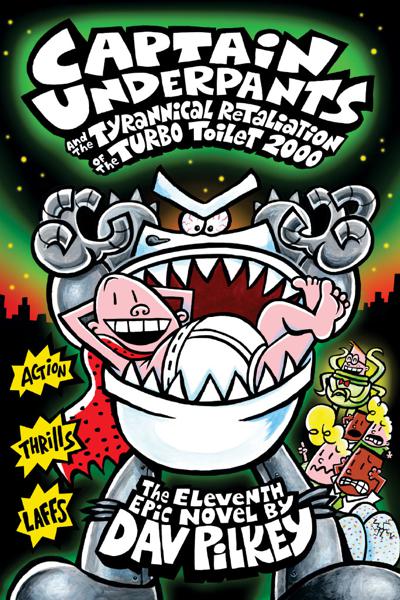 CAPTAIN
UNDERPANTS
and the TYRANNICAL RETALIATION
of the TURBO TOILET 2000
ACTION
THRILLS
LAFFS
THE ELEVENTH
EPIC NOVEL BY
DAV PILKEY